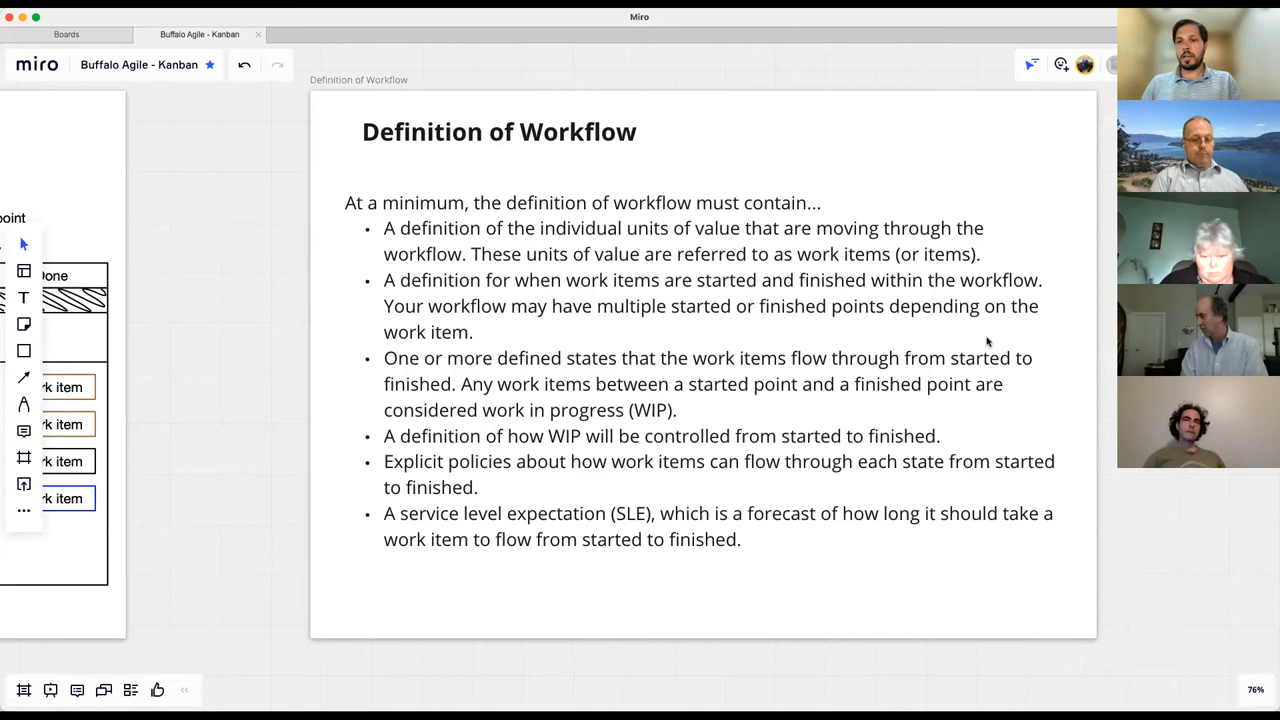 Miro
Boards
Buffalo Agile - Kanban
miro
Buffalo Agile - Kanban
Definition of Workflow
point
Done
rk item
rk item
rk item
rk item
Definition of Workflow
At a minimum, the definition of workflow must contain...
• A definition of the individual units of value that are moving through the
workflow. These units of value are referred to as work items (or items).
• A definition for when work items are started and finished within the workflow.
Your workflow may have multiple started or finished points depending on the
work item.
• One or more defined states that the work items flow through from started to
finished. Any work items between a started point and a finished point are
considered work in progress (WIP).
• A definition of how WIP will be controlled from started to finished.
• Explicit policies about how work items can flow through each state from started
to finished.
• A service level expectation (SLE), which is a forecast of how long it should take a
work item to flow from started to finished.
76%